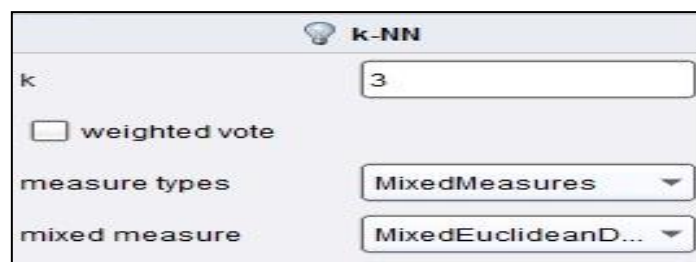 k-NN
k 3
weighted vote
measure types MixedMeasures
mixed measure MixedEuclideanD...